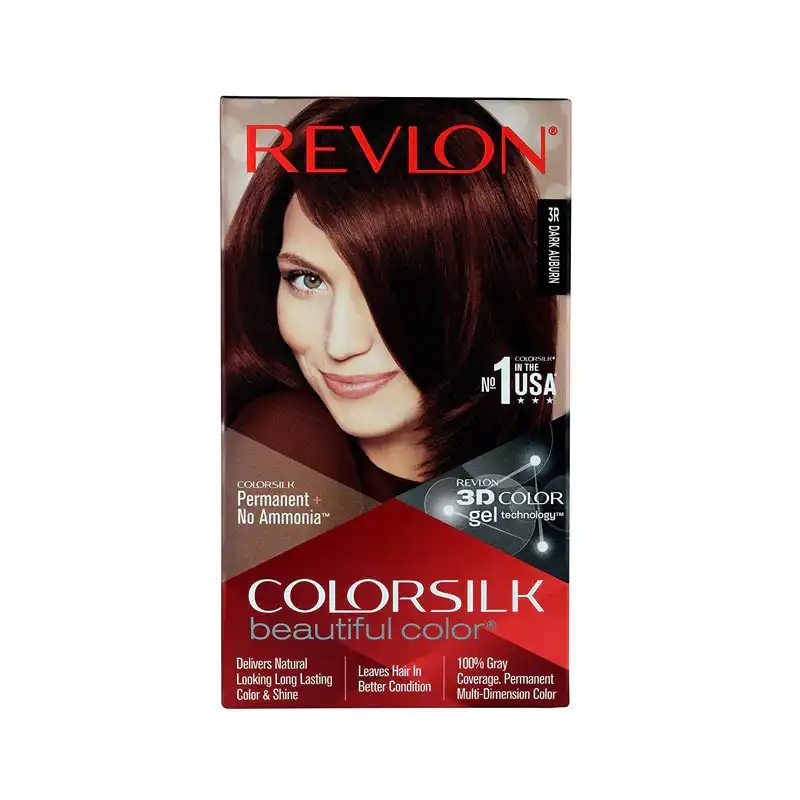 REVLON®
3R DARK AUBURN
COLORSILK®
Nº1 IN THE
USA*
COLORSILK
Permanent +
No Ammonia™
REVLON
3D COLOR
gel technology™
COLORSILK
beautiful color®
Delivers Natural
Looking Long Lasting
Color & Shine
Leaves Hair In
Better Condition
100% Gray
Coverage. Permanent
Multi-Dimension Color